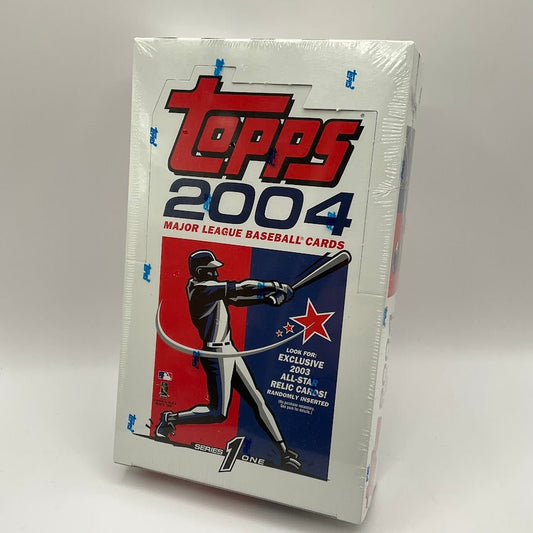 Topps
2004
MAJOR LEAGUE BASEBALL® CARDS
LOOK FOR:
EXCLUSIVE
2003
ALL-STAR
RELIC CARDS!
RANDOMLY INSERTED
SERIES 1 ONE